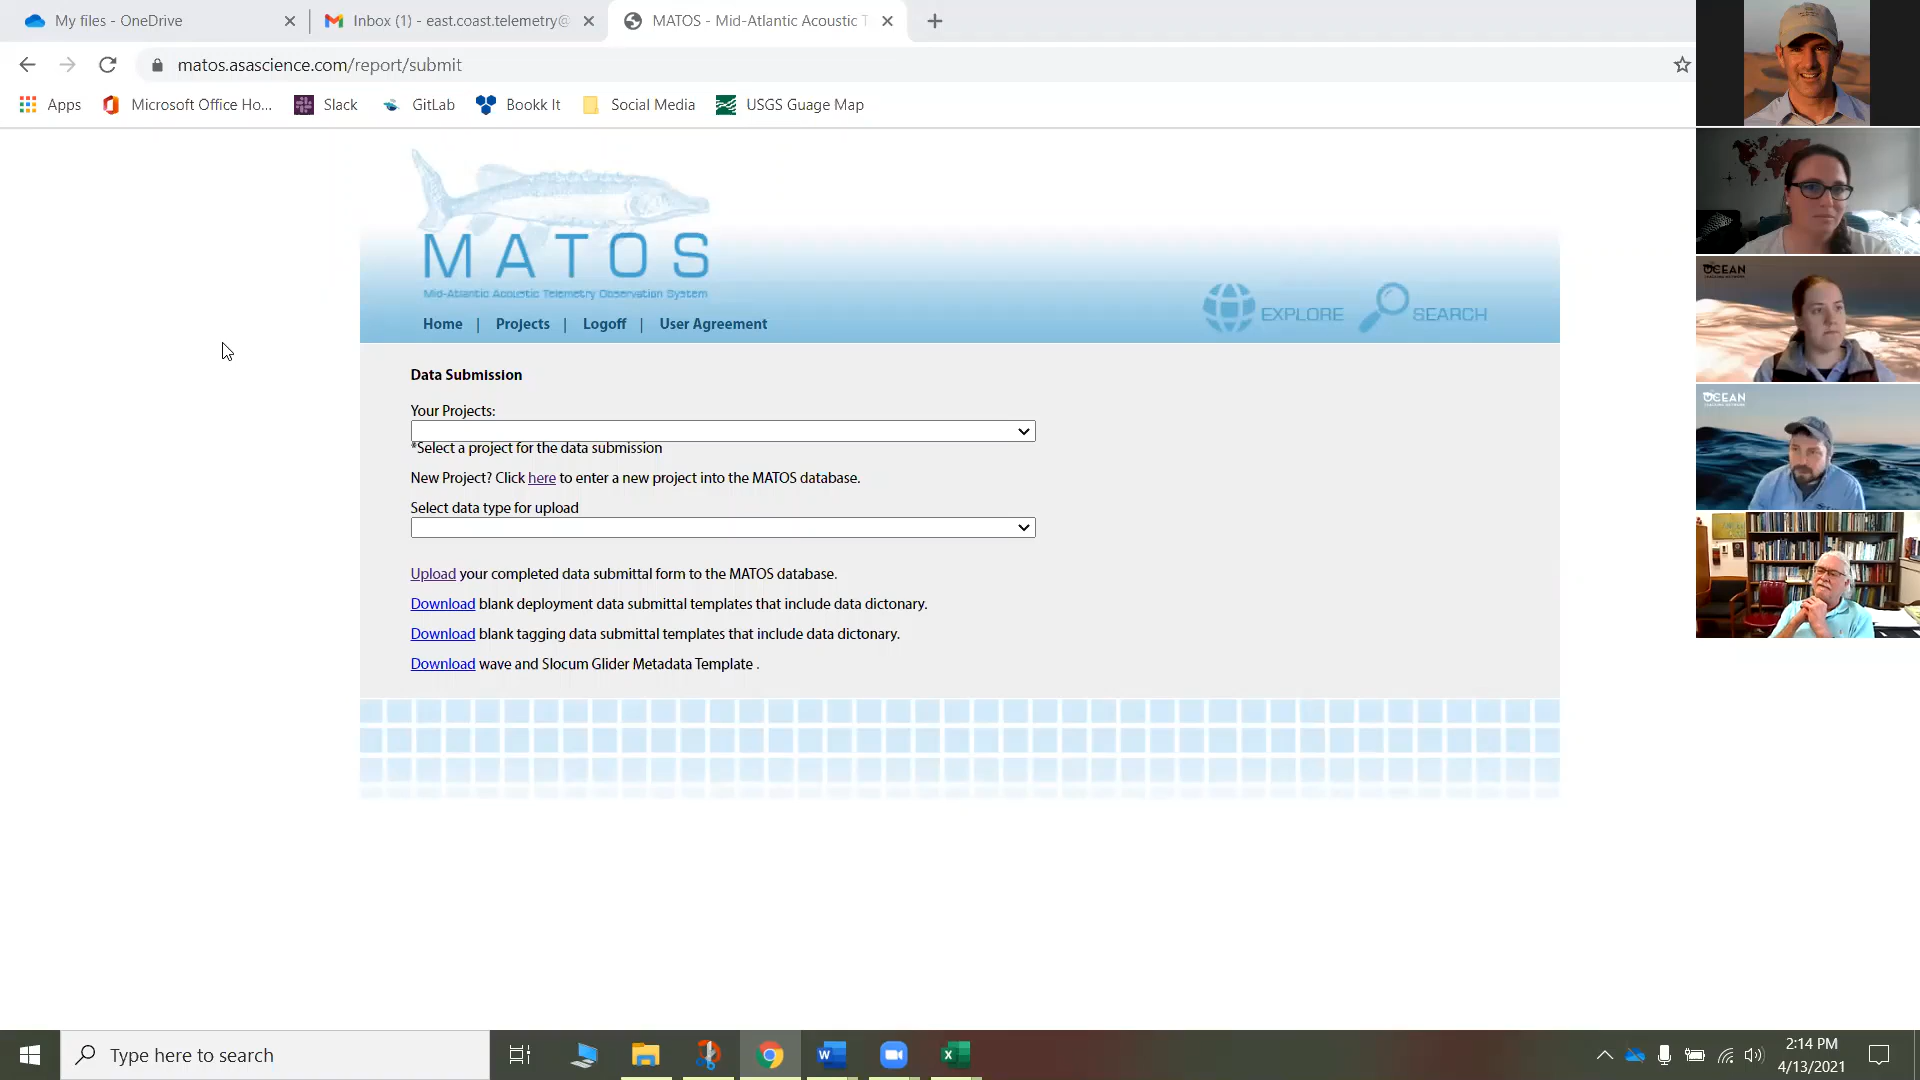 My files - OneDrive
Inbox (1) - east.coast.telemetry@
MATOS - Mid-Atlantic Acoustic T
matos.asascience.com/report/submit
Apps
Microsoft Office Ho...
Slack
GitLab
Bookk It
Social Media
USGS Guage Map
MATOS
Mid-Atlantic Acoustic Telemetry Observation System
Home | Projects | Logoff | User Agreement
EXPLORE
SEARCH
Data Submission
Your Projects:
*Select a project for the data submission
New Project? Click here to enter a new project into the MATOS database.
Select data type for upload
Upload your completed data submittal form to the MATOS database.
Download blank deployment data submittal templates that include data dictonary.
Download blank tagging data submittal templates that include data dictonary.
Download wave and Slocum Glider Metadata Template .
OCEAN
OCEAN
Type here to search
2:14 PM
4/13/2021